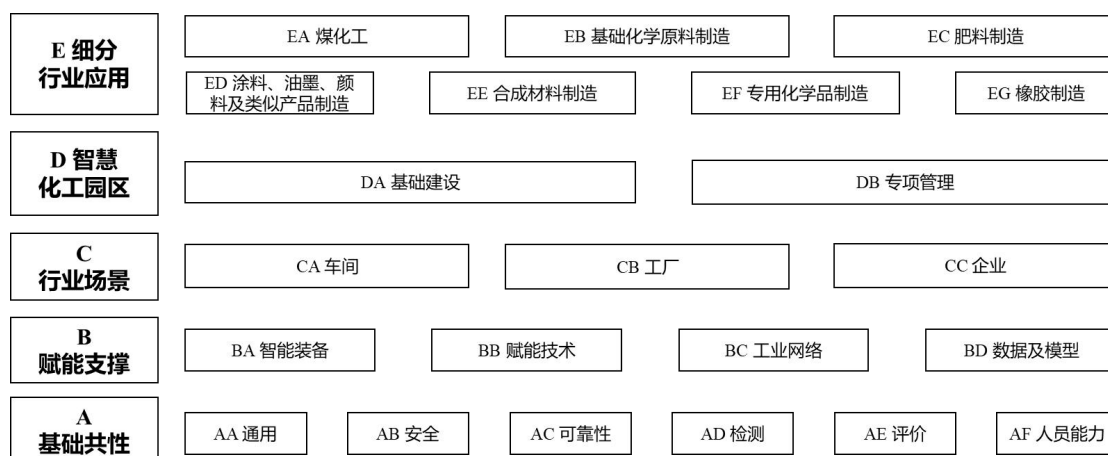 E 细分
行业应用
EA 煤化工
EB 基础化学原料制造
EC 肥料制造
ED 涂料、油墨、颜
料及类似产品制造
EE 合成材料制造
EF 专用化学品制造
EG 橡胶制造
D 智慧
化工园区
DA 基础建设
DB 专项管理
C
行业场景
CA 车间
CB 工厂
CC 企业
B
赋能支撑
BA 智能装备
BB 赋能技术
BC 工业网络
BD 数据及模型
A
基础共性
AA 通用
AB 安全
AC 可靠性
AD 检测
AE 评价
AF 人员能力